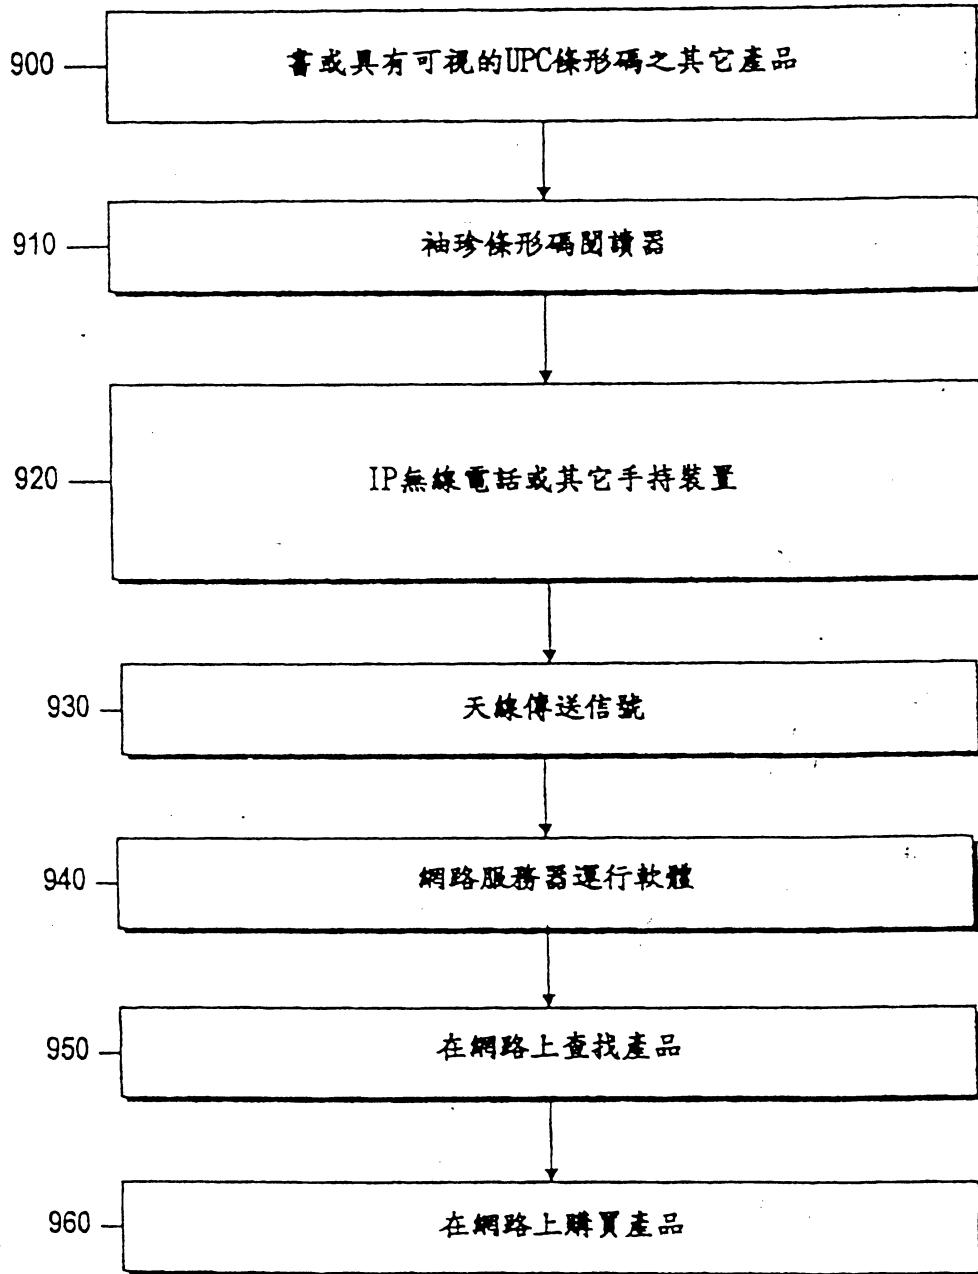 900 書或具有可視的UPC條形碼之其它產品
910 袖珍條形碼閱讀器
920 IP無線電話或其它手持裝置
930 天線傳送信號
940 網路服務器運行軟體
950 在網路上查找產品
960 在網路上購買產品